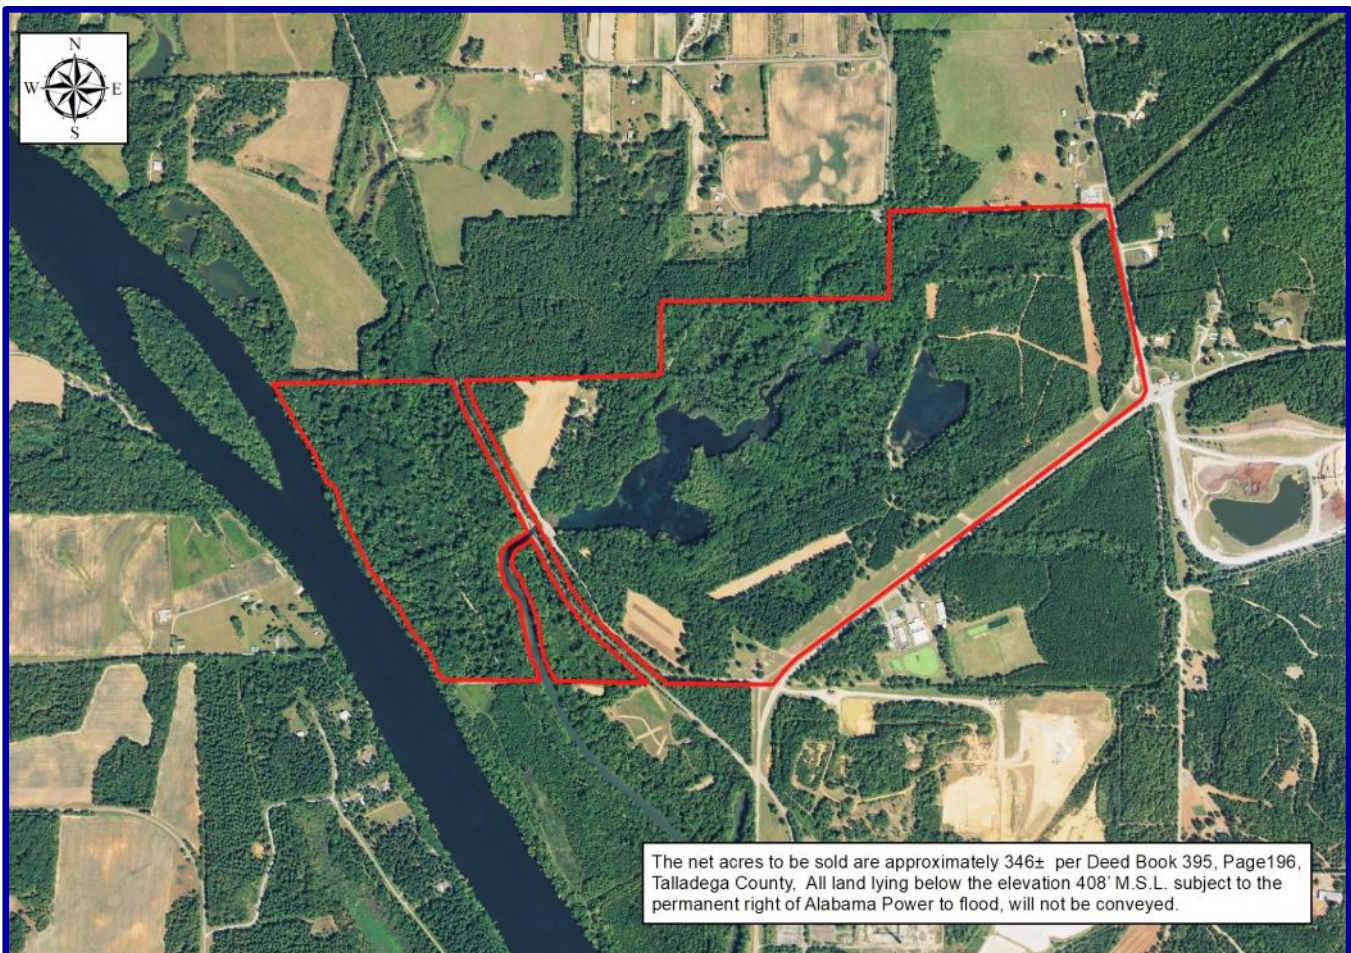 N
W E
S
The net acres to be sold are approximately 346± per Deed Book 395, Page196,
Talladega County, All land lying below the elevation 408' M.S.L. subject to the
permanent right of Alabama Power to flood, will not be conveyed.